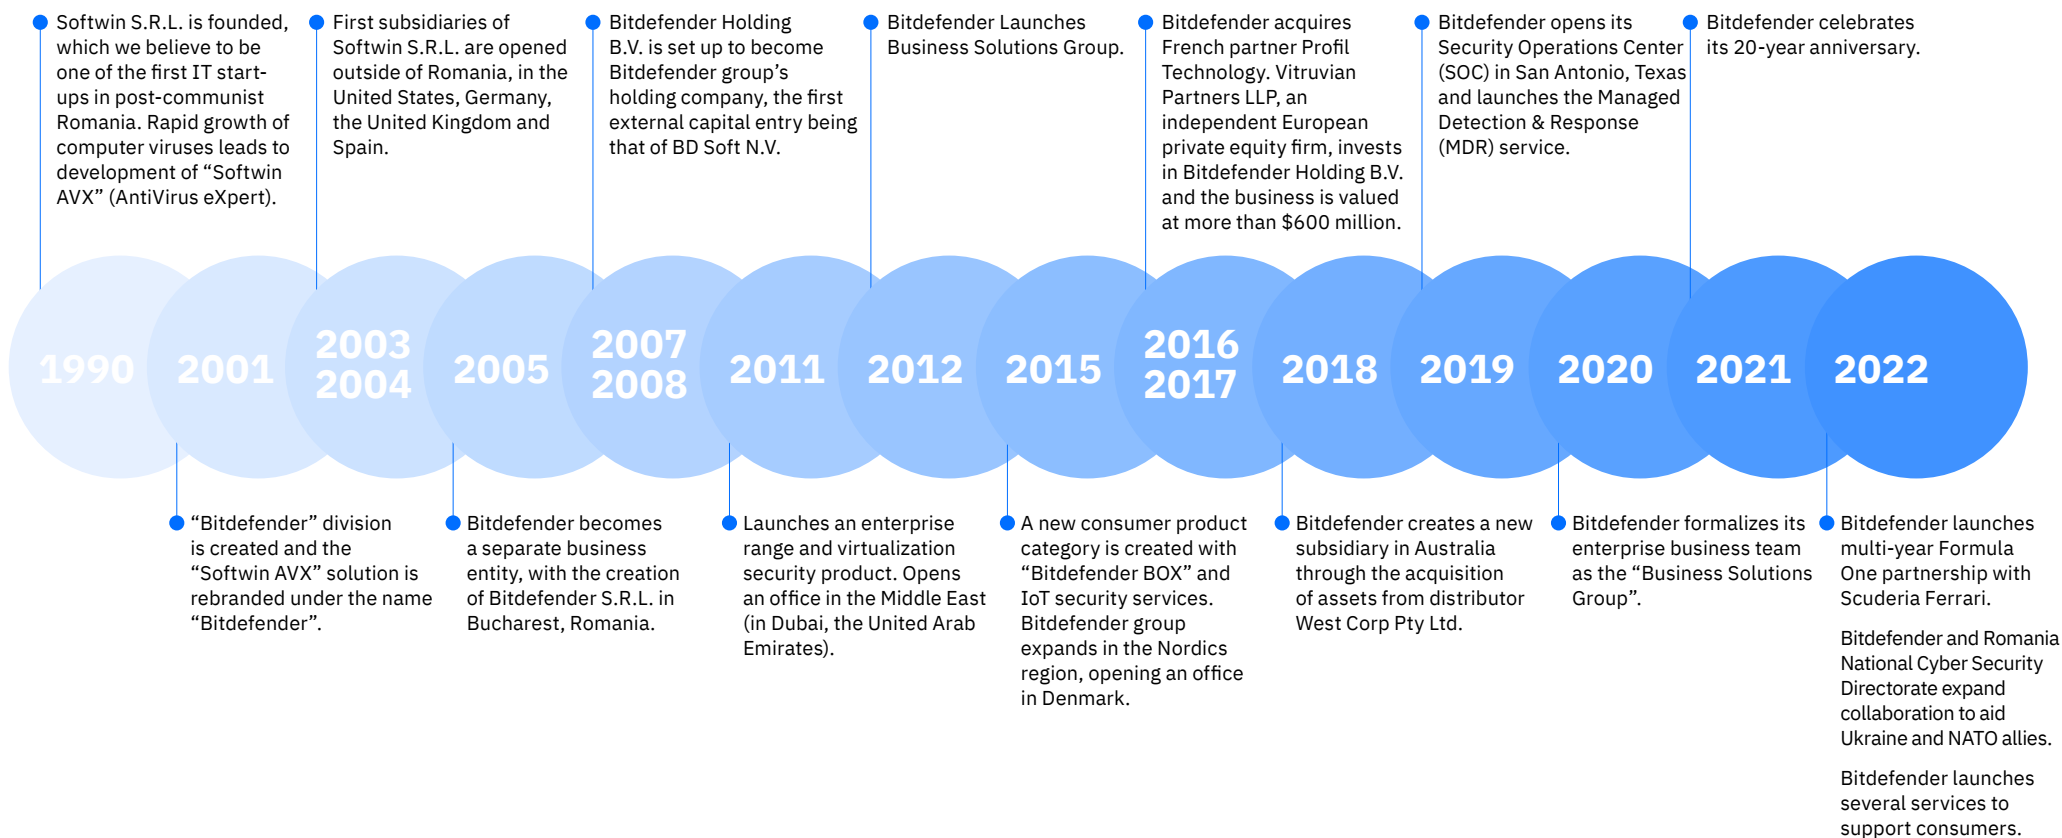 Softwin S.R.L. is founded,
which we believe to be
one of the first IT start-
ups in post-communist
Romania. Rapid growth of
computer viruses leads to
development of “Softwin
AVX” (AntiVirus eXpert).
First subsidiaries of
Softwin S.R.L. are opened
outside of Romania, in the
United States, Germany,
the United Kingdom and
Spain.
Bitdefender Holding
B.V. is set up to become
Bitdefender group’s
holding company, the first
external capital entry being
that of BD Soft N.V.
Bitdefender Launches
Business Solutions Group.
Bitdefender acquires
French partner Profil
Technology. Vitruvian
Partners LLP, an
independent European
private equity firm, invests
in Bitdefender Holding B.V.
and the business is valued
at more than $600 million.
Bitdefender opens its
Security Operations Center
(SOC) in San Antonio, Texas
and launches the Managed
Detection & Response
(MDR) service.
Bitdefender celebrates
its 20-year anniversary.
1990
2001
2003
2004
2005
2007
2008
2011
2012
2015
2016
2017
2018
2019
2020
2021
2022
“Bitdefender” division
is created and the
“Softwin AVX” solution is
rebranded under the name
“Bitdefender”.
Bitdefender becomes
a separate business
entity, with the creation
of Bitdefender S.R.L. in
Bucharest, Romania.
Launches an enterprise
range and virtualization
security product. Opens
an office in the Middle East
(in Dubai, the United Arab
Emirates).
A new consumer product
category is created with
“Bitdefender BOX” and
IoT security services.
Bitdefender group
expands in the Nordics
region, opening an office
in Denmark.
Bitdefender creates a new
subsidiary in Australia
through the acquisition
of assets from distributor
West Corp Pty Ltd.
Bitdefender formalizes its
enterprise business team
as the “Business Solutions
Group”.
Bitdefender launches
multi-year Formula
One partnership with
Scuderia Ferrari.
Bitdefender and Romania
National Cyber Security
Directorate expand
collaboration to aid
Ukraine and NATO allies.
Bitdefender launches
several services to
support consumers.